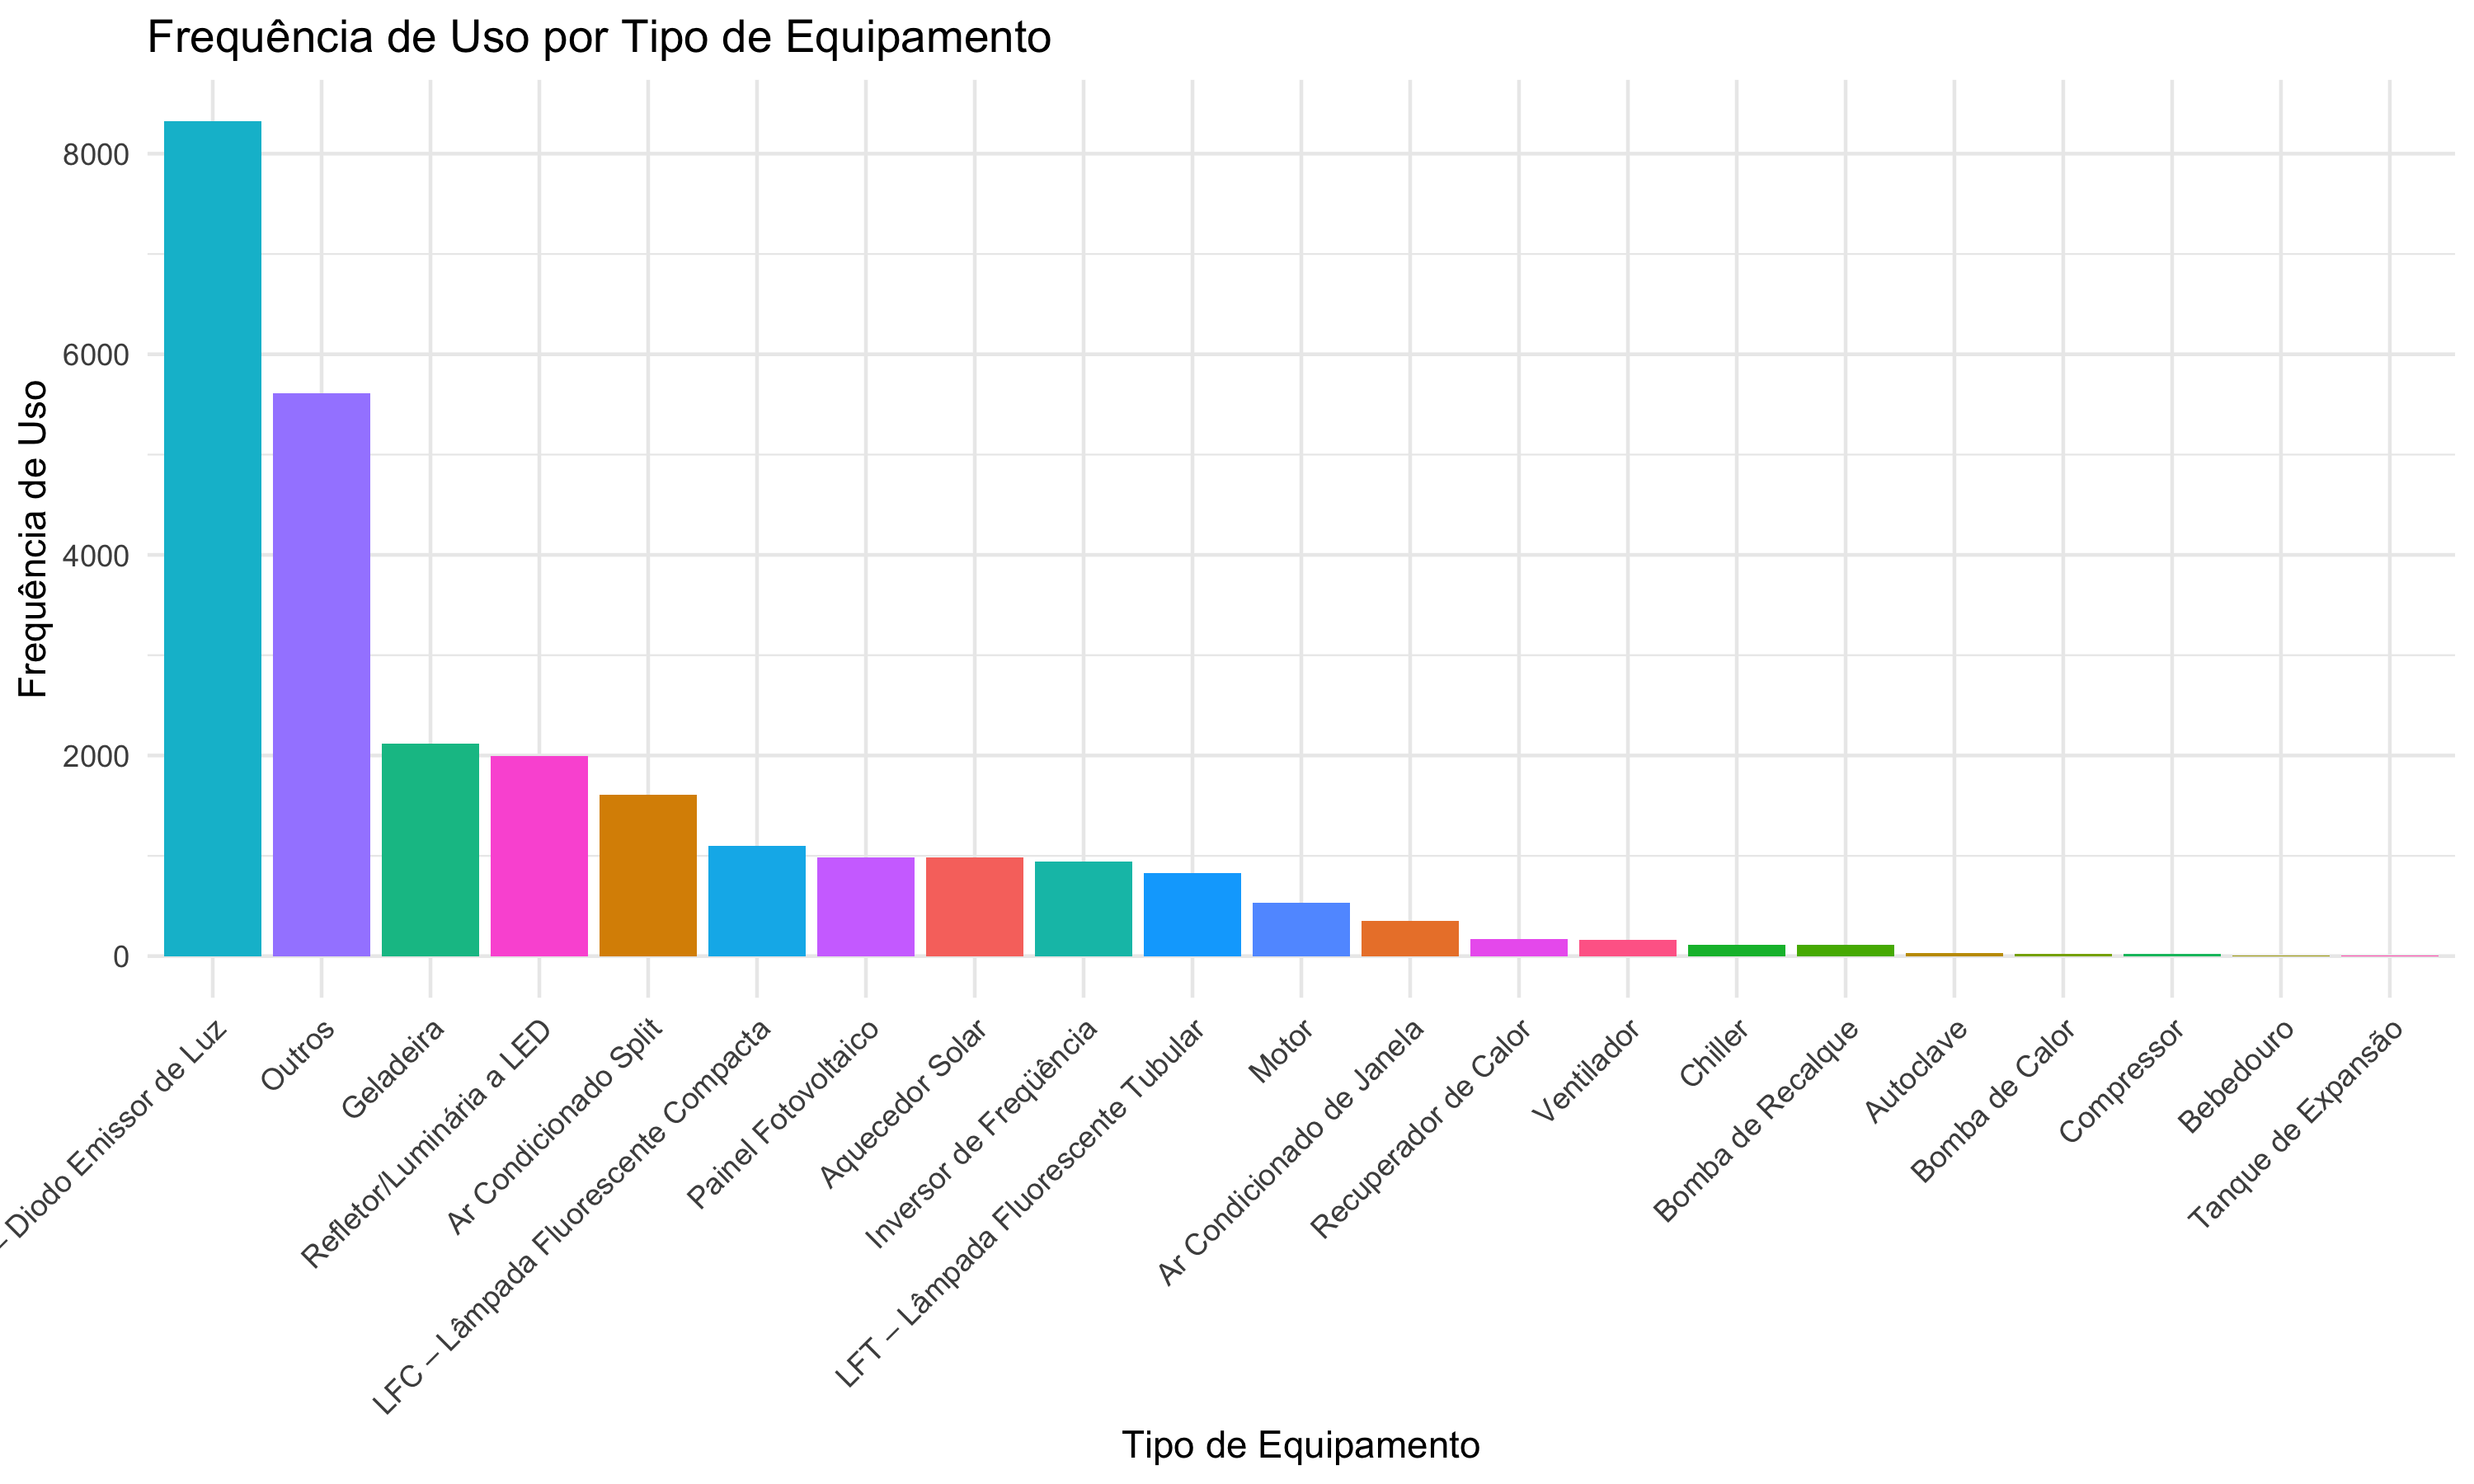 Frequência de Uso por Tipo de Equipamento
Frequência de Uso
8000
6000
4000
2000
0
– Diodo Emissor de Luz
Outros
Geladeira
Refletor/Luminária a LED
Ar Condicionado Split
LFC – Lâmpada Fluorescente Compacta
Painel Fotovoltaico
Aquecedor Solar
Inversor de Freqüência
LFT – Lâmpada Fluorescente Tubular
Motor
Ar Condicionado de Janela
Recuperador de Calor
Ventilador
Chiller
Bomba de Recalque
Autoclave
Bomba de Calor
Compressor
Bebedouro
Tanque de Expansão
Tipo de Equipamento